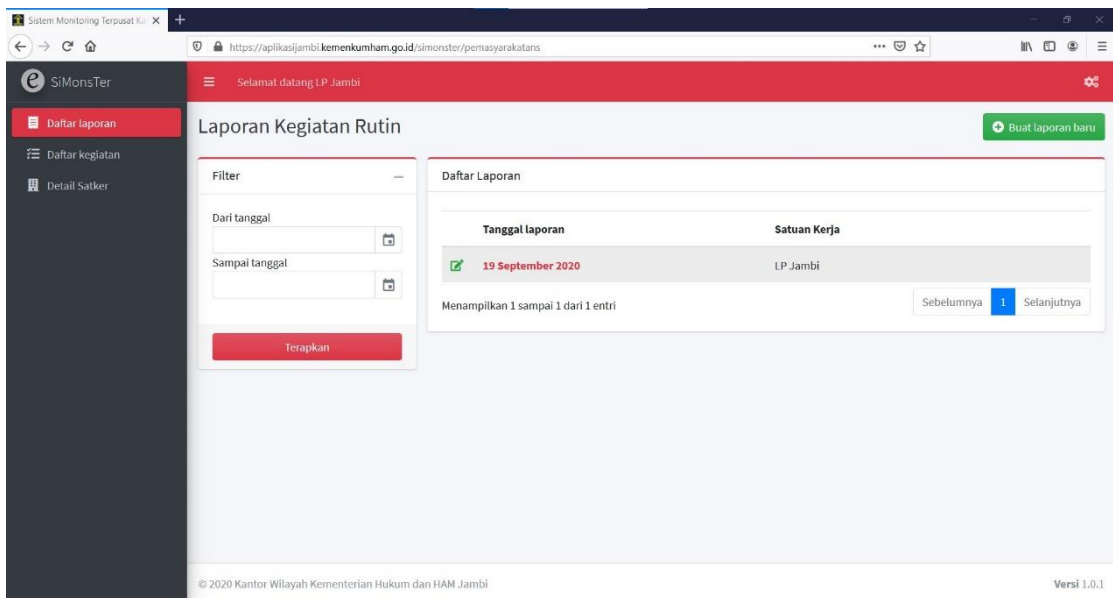 Sistem Monitoring Terpusat Ka
https://aplikasijambi.kemenkumham.go.id/simonster/pemasyarakatans
SiMonsTer
Selamat datang LP Jambi
Daftar laporan
Daftar kegiatan
Detail Satker
Laporan Kegiatan Rutin
Buat laporan baru
Filter
Dari tanggal
Sampai tanggal
Terapkan
Daftar Laporan
Tanggal laporan Satuan Kerja
19 September 2020 LP Jambi
Menampilkan 1 sampai 1 dari 1 entri
Sebelumnya 1 Selanjutnya
© 2020 Kantor Wilayah Kementerian Hukum dan HAM Jambi
Versi 1.0.1